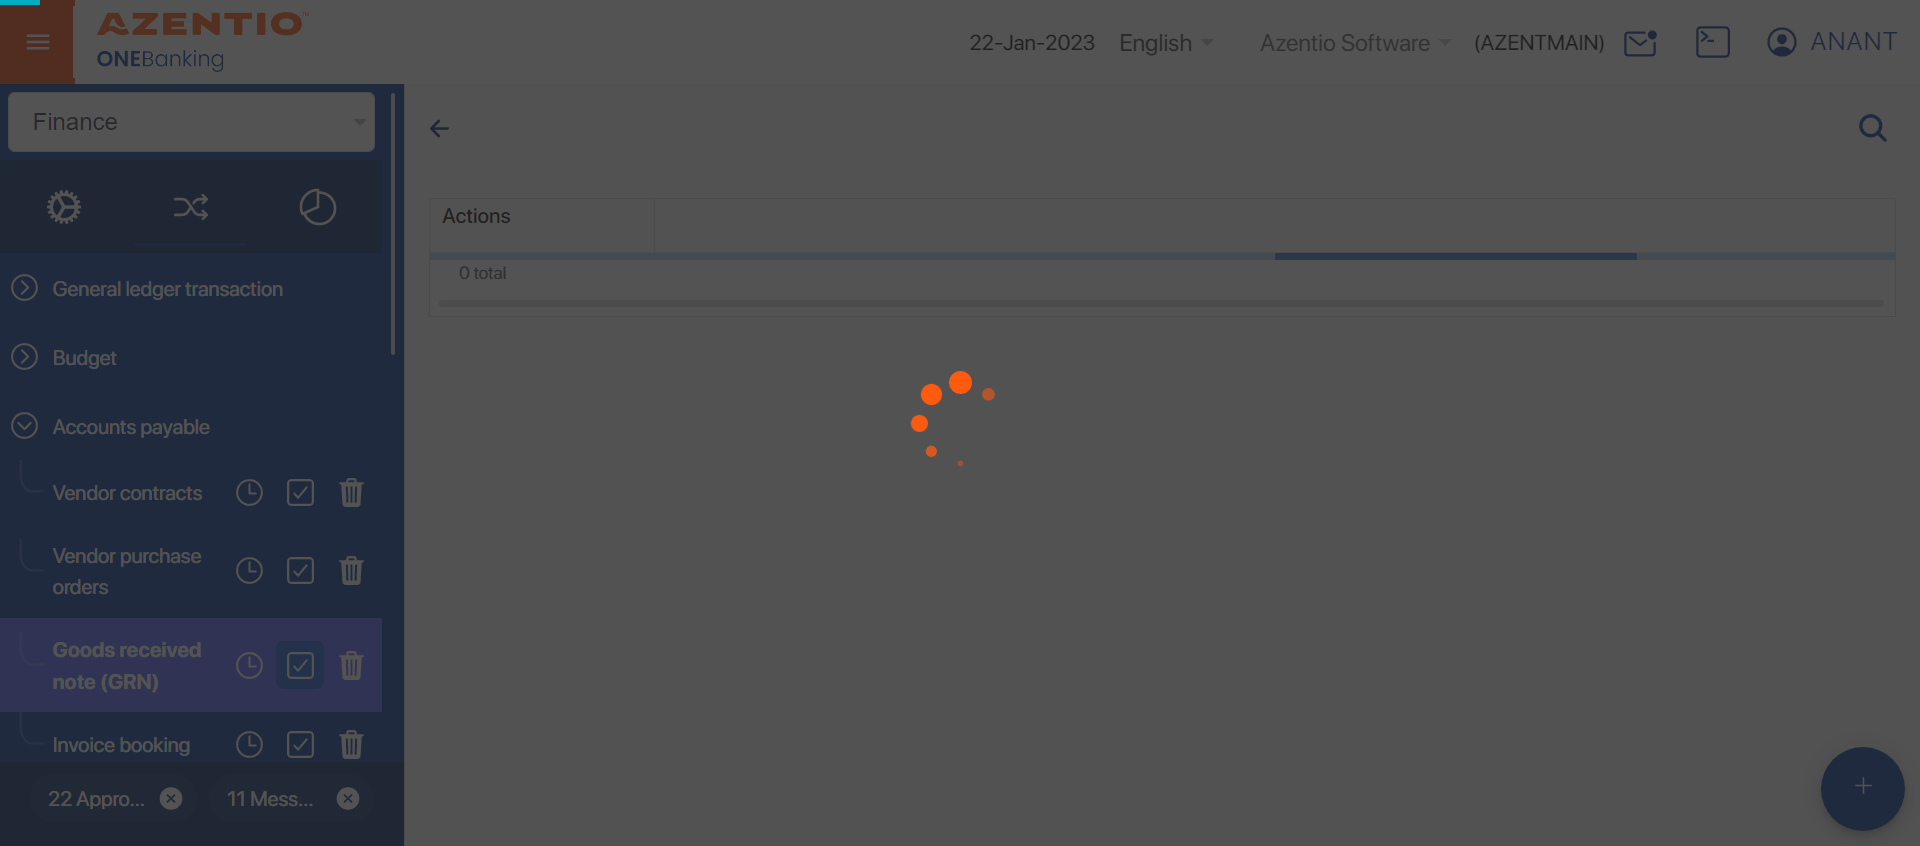 AZENTIO™
ONEBanking
22-Jan-2023 English Azentio Software (AZENTMAIN) ANANT
Finance
Actions
0 total
General ledger transaction
Budget
Accounts payable
Vendor contracts
Vendor purchase
orders
Goods received
note (GRN)
Invoice booking
22 Appro... 11 Mess...